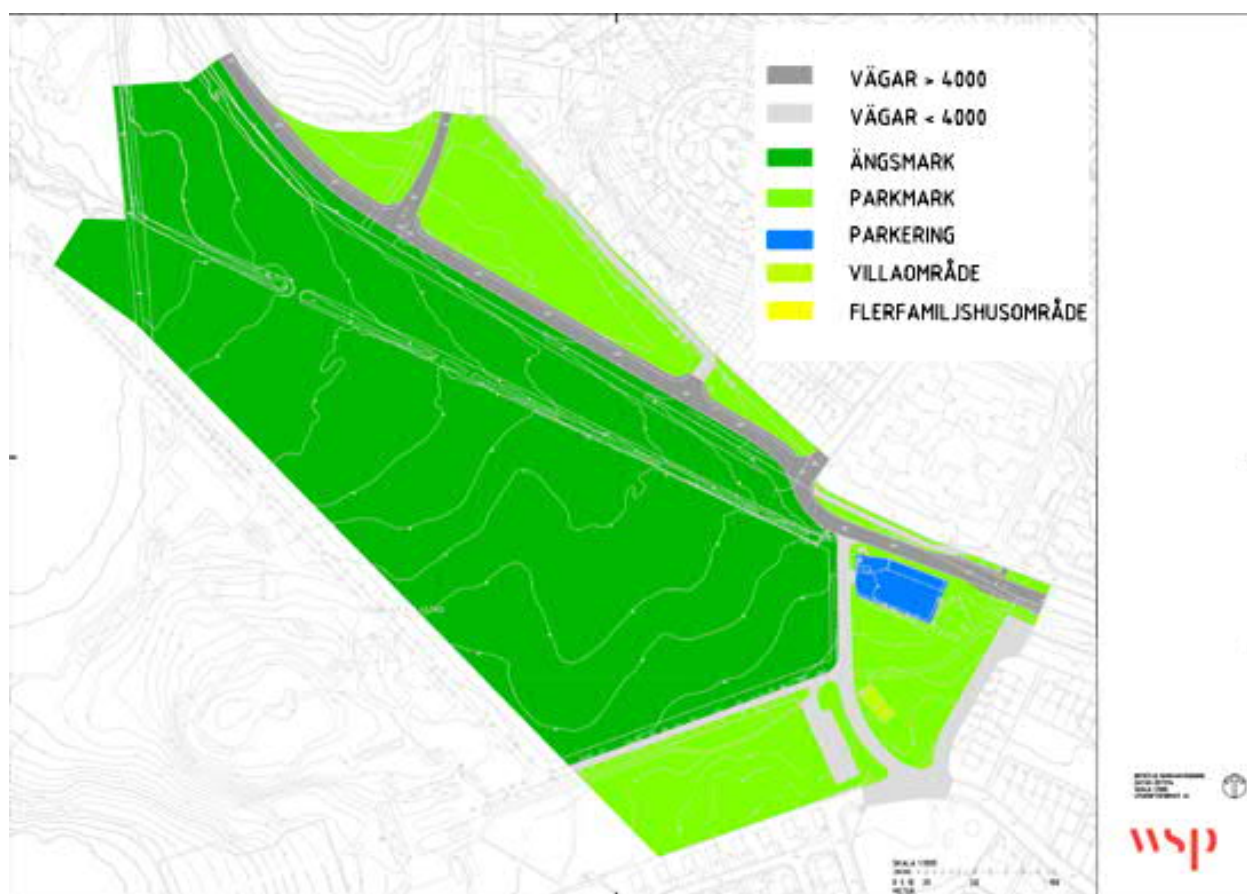 VÄGAR > 4000
VÄGAR < 4000
ÄNGSMARK
PARKMARK
PARKERING
VILLAOMRÅDE
FLERFAMILJSHUSOMRÅDE
wsp